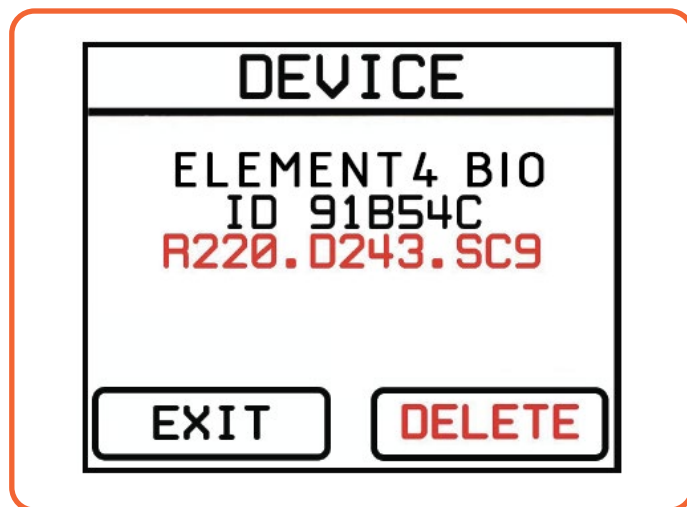 DEVICE
ELEMENT4 BIO
ID 91B54C
R220.D243.SC9
EXIT
DELETE